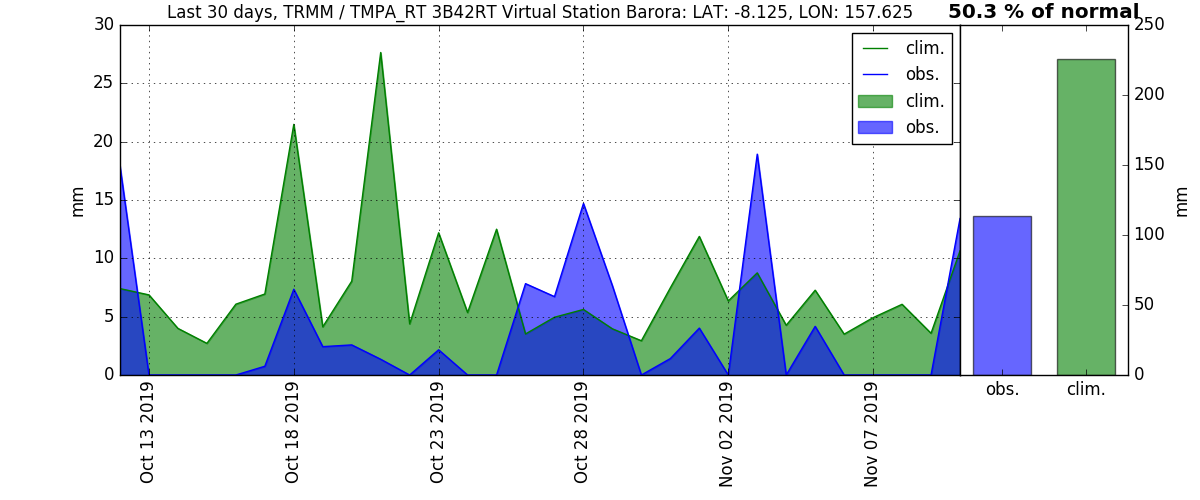 Last 30 days, TRMM / TMPA_RT 3B42RT Virtual Station Barora: LAT: -8.125, LON: 157.625
50.3 % of normal
30
25
20
15
10
5
0
mm
clim.
obs.
clim.
obs.
Oct 13 2019
Oct 18 2019
Oct 23 2019
Oct 28 2019
Nov 02 2019
Nov 07 2019
250
200
150
100
50
0
mm
obs.
clim.